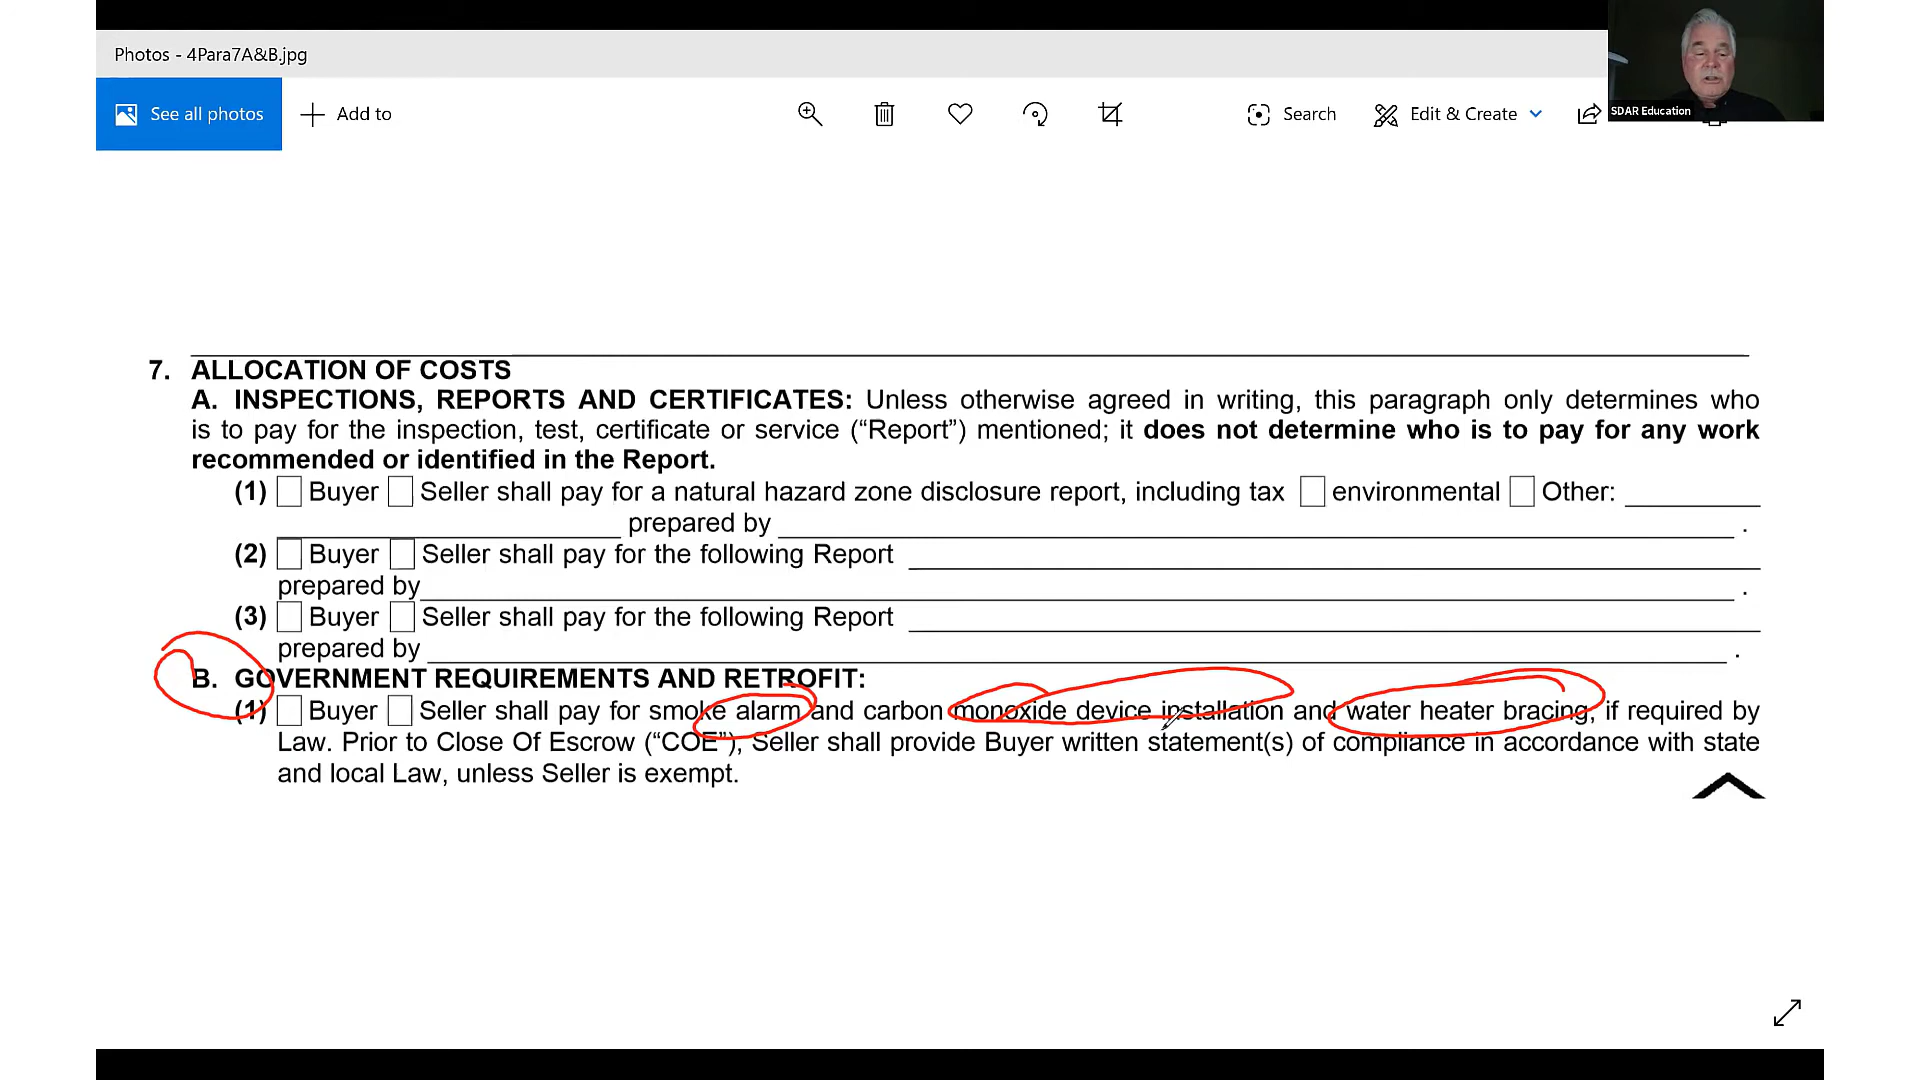 Photos - 4Para7A&B.jpg
See all photos
Add to
Search
Edit & Create
SDAR Education
7. ALLOCATION OF COSTS
A. INSPECTIONS, REPORTS AND CERTIFICATES: Unless otherwise agreed in writing, this paragraph only determines who
is to pay for the inspection, test, certificate or service (“Report”) mentioned; it does not determine who is to pay for any work
recommended or identified in the Report.
(1) Buyer Seller shall pay for a natural hazard zone disclosure report, including tax environmental Other:
prepared by .
(2) Buyer Seller shall pay for the following Report
prepared by .
(3) Buyer Seller shall pay for the following Report
prepared by .
B. GOVERNMENT REQUIREMENTS AND RETROFIT:
(1) Buyer Seller shall pay for smoke alarm and carbon monoxide device installation and water heater bracing, if required by
Law. Prior to Close Of Escrow (“COE”), Seller shall provide Buyer written statement(s) of compliance in accordance with state
and local Law, unless Seller is exempt.